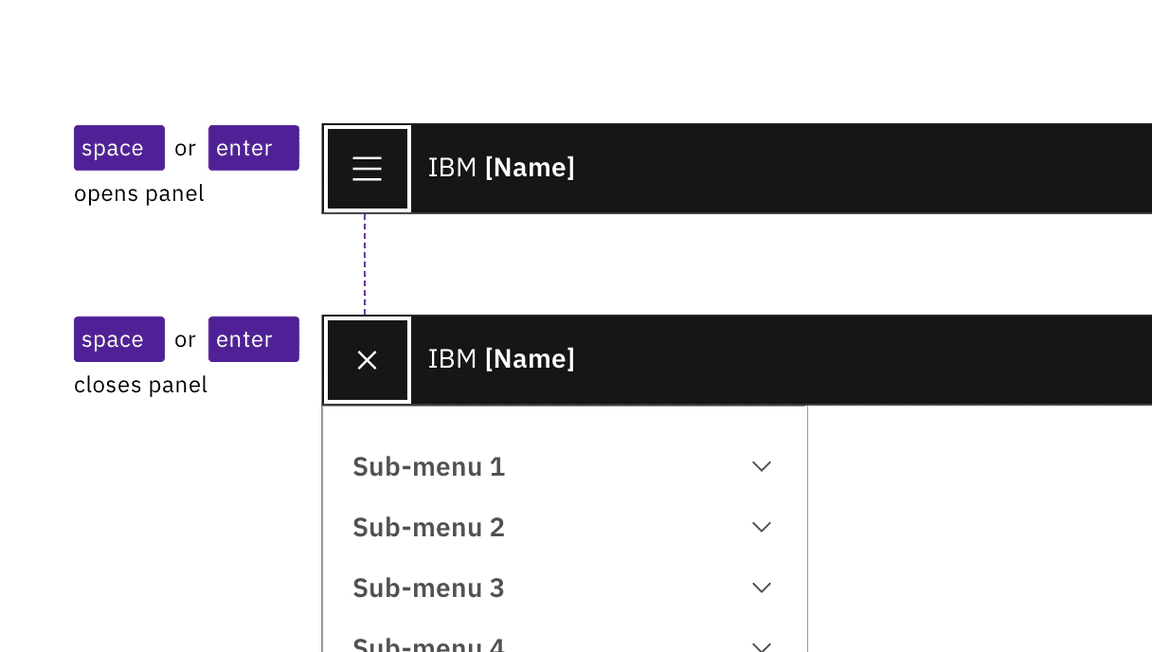 space or enter
opens panel
IBM [Name]
space or enter
closes panel
IBM [Name]
Sub-menu 1
Sub-menu 2
Sub-menu 3
Sub-menu 4